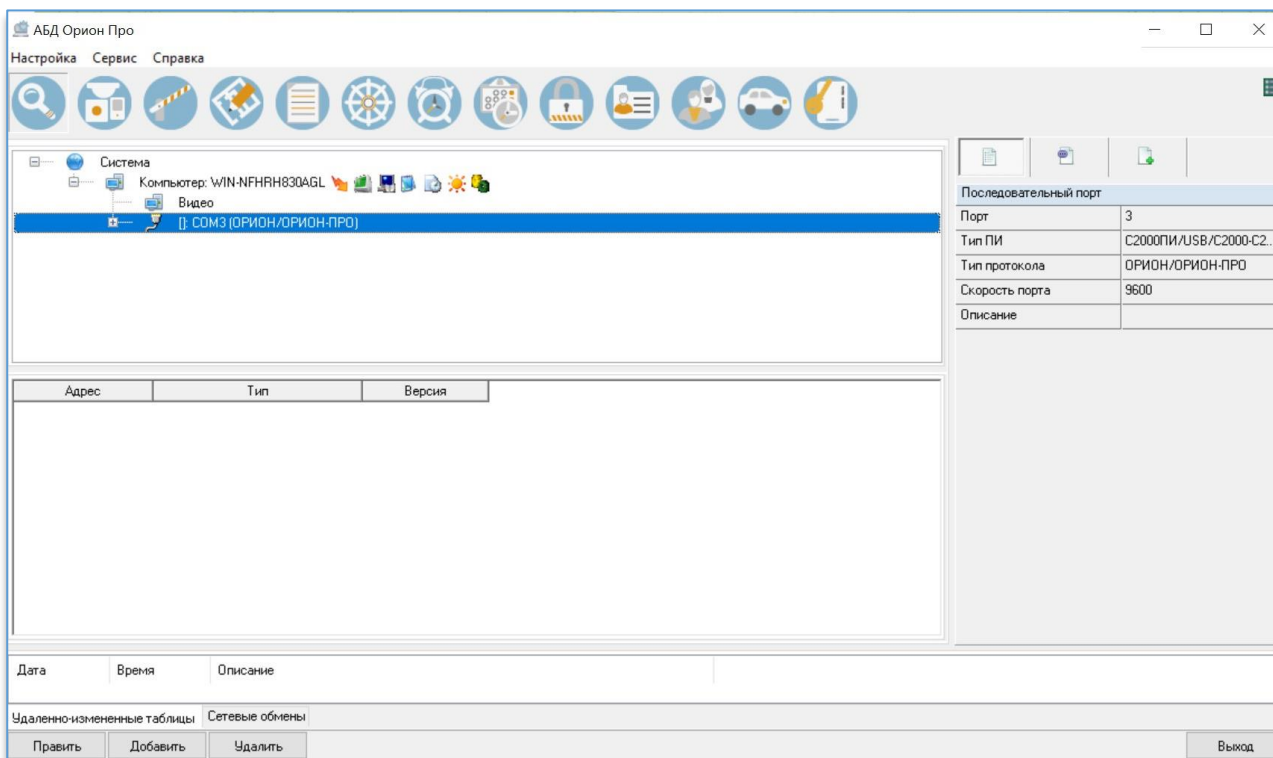 АБД Орион Про
Настройка Сервис Справка
Система
Компьютер: WIN-NFHRH830AGL
Видео
[]: COM3 (ОРИОН/ОРИОН-ПРО)
Последовательный порт
Порт 3
Тип ПИ С2000ПИ/USB/С2000-С2..
Тип протокола ОРИОН/ОРИОН-ПРО
Скорость порта 9600
Описание
Адрес Тип Версия
Дата Время Описание
Удаленно-измененные таблицы Сетевые обмены
Править Добавить Удалить Выход